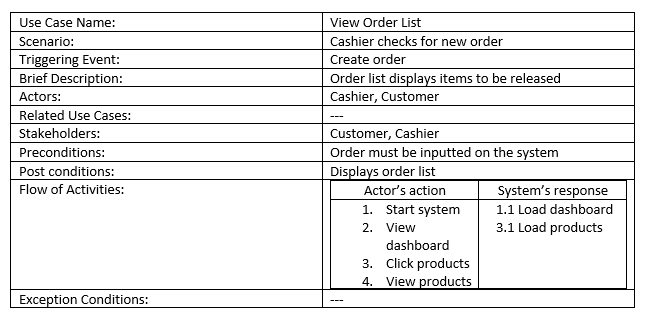 Use Case Name: View Order List
Scenario: Cashier checks for new order
Triggering Event: Create order
Brief Description: Order list displays items to be released
Actors: Cashier, Customer
Related Use Cases: ---
Stakeholders: Customer, Cashier
Preconditions: Order must be inputted on the system
Post conditions: Displays order list
Flow of Activities: Actor's action System's response
1. Start system 1.1 Load dashboard
2. View 3.1 Load products
dashboard
3. Click products
4. View products
Exception Conditions: ---